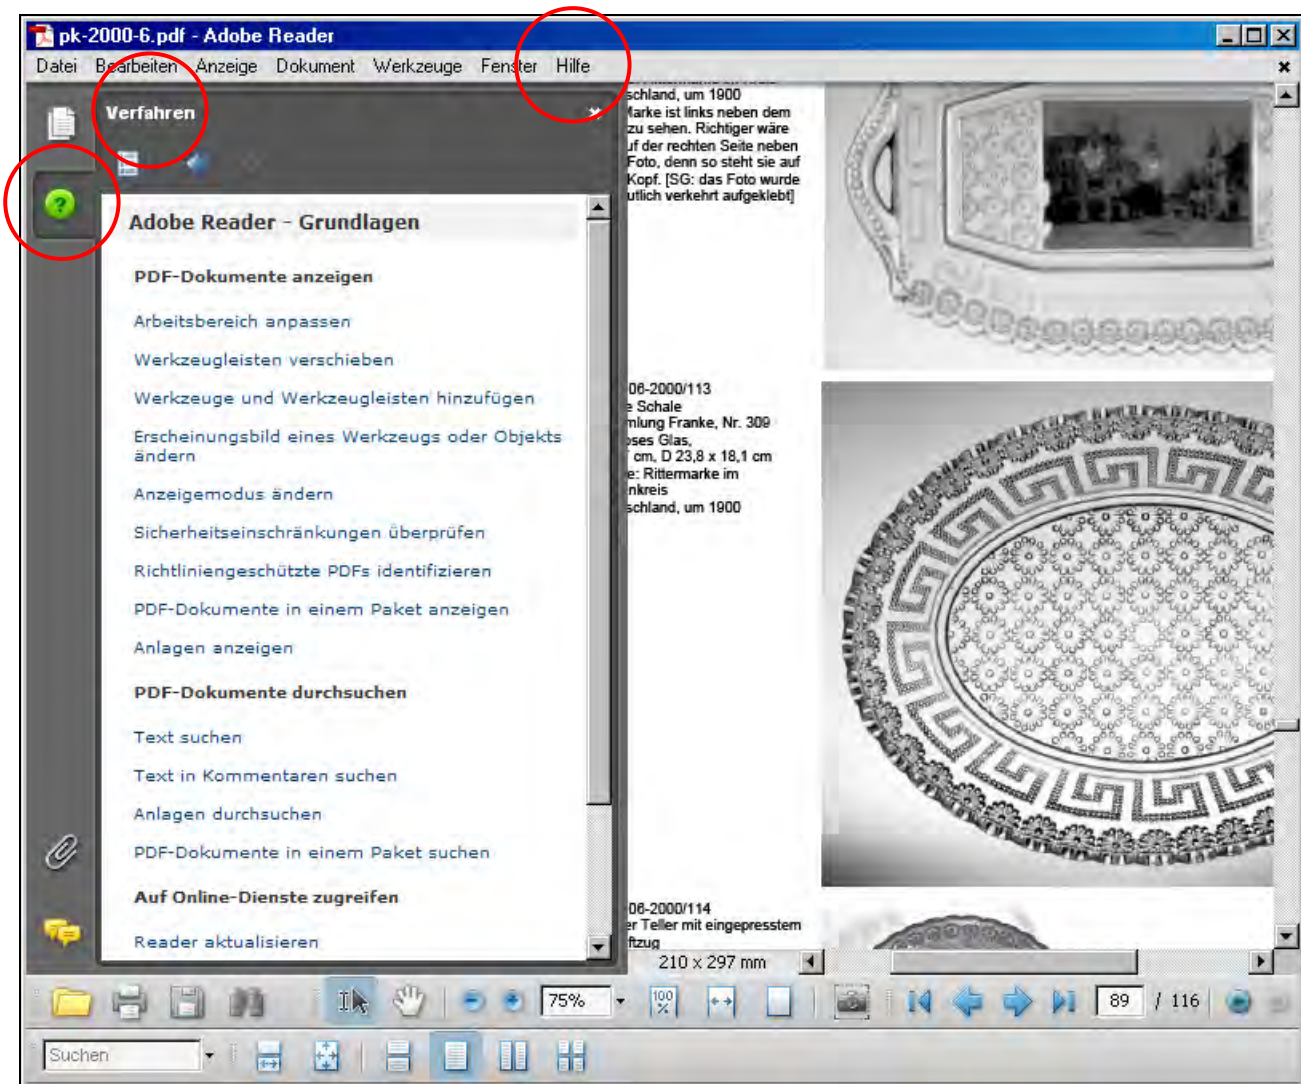 pk-2000-6.pdf - Adobe Reader
Datei Bearbeiten Anzeige Dokument Werkzeuge Fenster Hilfe
Verfahren
Adobe Reader - Grundlagen
PDF-Dokumente anzeigen
Arbeitsbereich anpassen
Werkzeugleisten verschieben
Werkzeuge und Werkzeugleisten hinzufügen
Erscheinungsbild eines Werkzeugs oder Objekts
ändern
Anzeigemodus ändern
Sicherheitseinschränkungen überprüfen
Richtliniengeschützte PDFs identifizieren
PDF-Dokumente in einem Paket anzeigen
Anlagen anzeigen
PDF-Dokumente durchsuchen
Text suchen
Text in Kommentaren suchen
Anlagen durchsuchen
PDF-Dokumente in einem Paket suchen
Auf Online-Dienste zugreifen
Reader aktualisieren
schland, um 1900
Marke ist links neben dem
zu sehen. Richtiger wäre
uf der rechten Seite neben
Foto, denn so steht sie auf
Kopf. [SG: das Foto wurde
utlich verkehrt aufgeklebt]
06-2000/113
e Schale
mlung Franke, Nr. 309
oses Glas,
cm, D 23,8 x 18,1 cm
e: Rittermarke im
nkreis
schland, um 1900
06-2000/114
er Teller mit eingepresstem
ftzug
210 x 297 mm
75%
100
%
89 / 116
Suchen